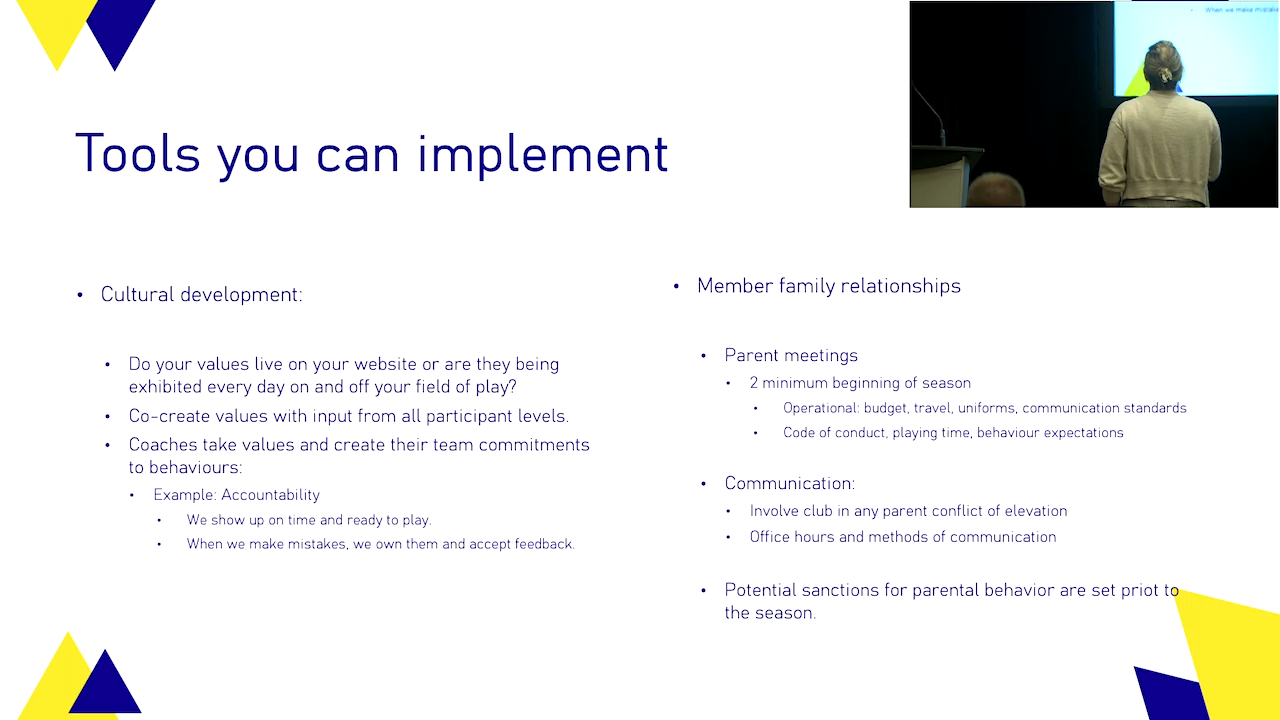 When we make mistake
Tools you can implement
• Cultural development:
• Do your values live on your website or are they being
exhibited every day on and off your field of play?
• Co-create values with input from all participant levels.
• Coaches take values and create their team commitments
to behaviours:
• Example: Accountability
• We show up on time and ready to play.
• When we make mistakes, we own them and accept feedback.
• Member family relationships
• Parent meetings
• 2 minimum beginning of season
• Operational: budget, travel, uniforms, communication standards
• Code of conduct, playing time, behaviour expectations
• Communication:
• Involve club in any parent conflict of elevation
• Office hours and methods of communication
• Potential sanctions for parental behavior are set priot to
the season.